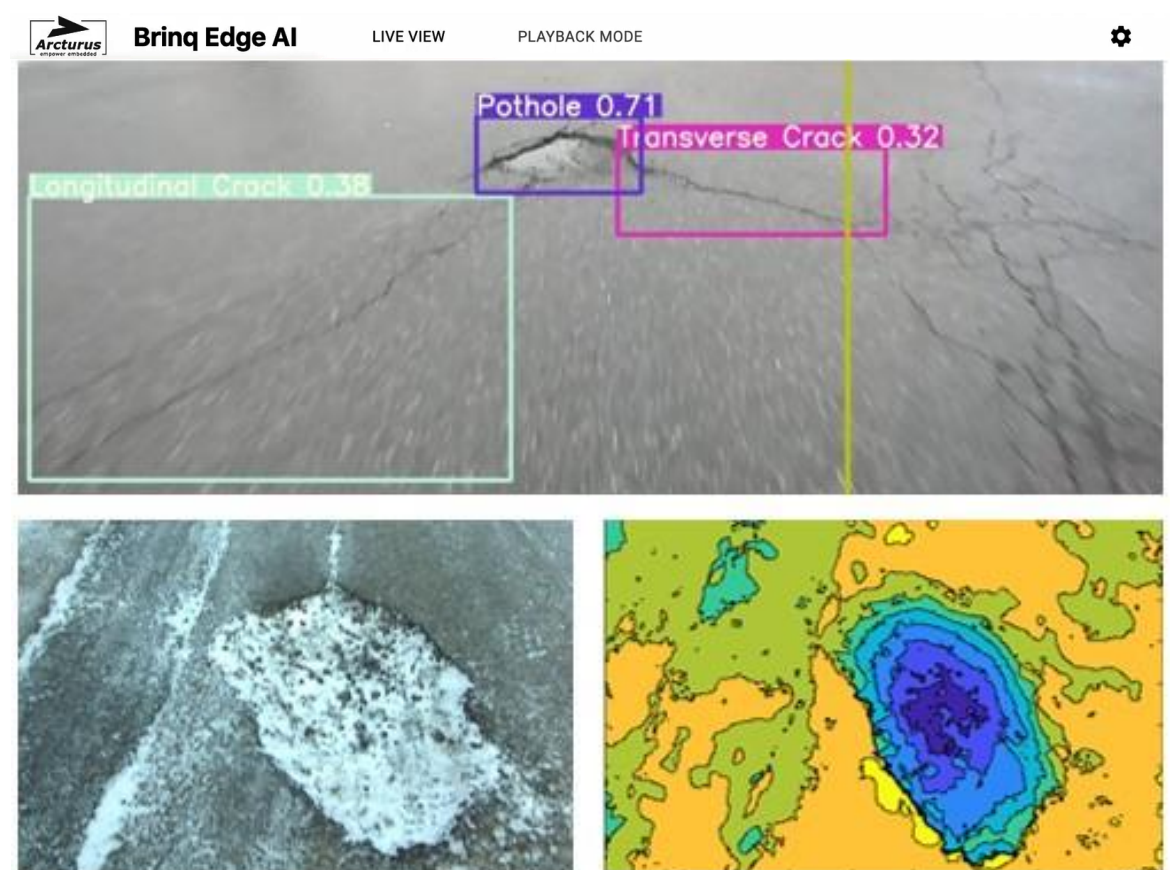 Arcturus
empower embedded
Brinq Edge AI
LIVE VIEW
PLAYBACK MODE
Pothole 0.71
Transverse Crack 0.32
Longitudinal Crack 0.38